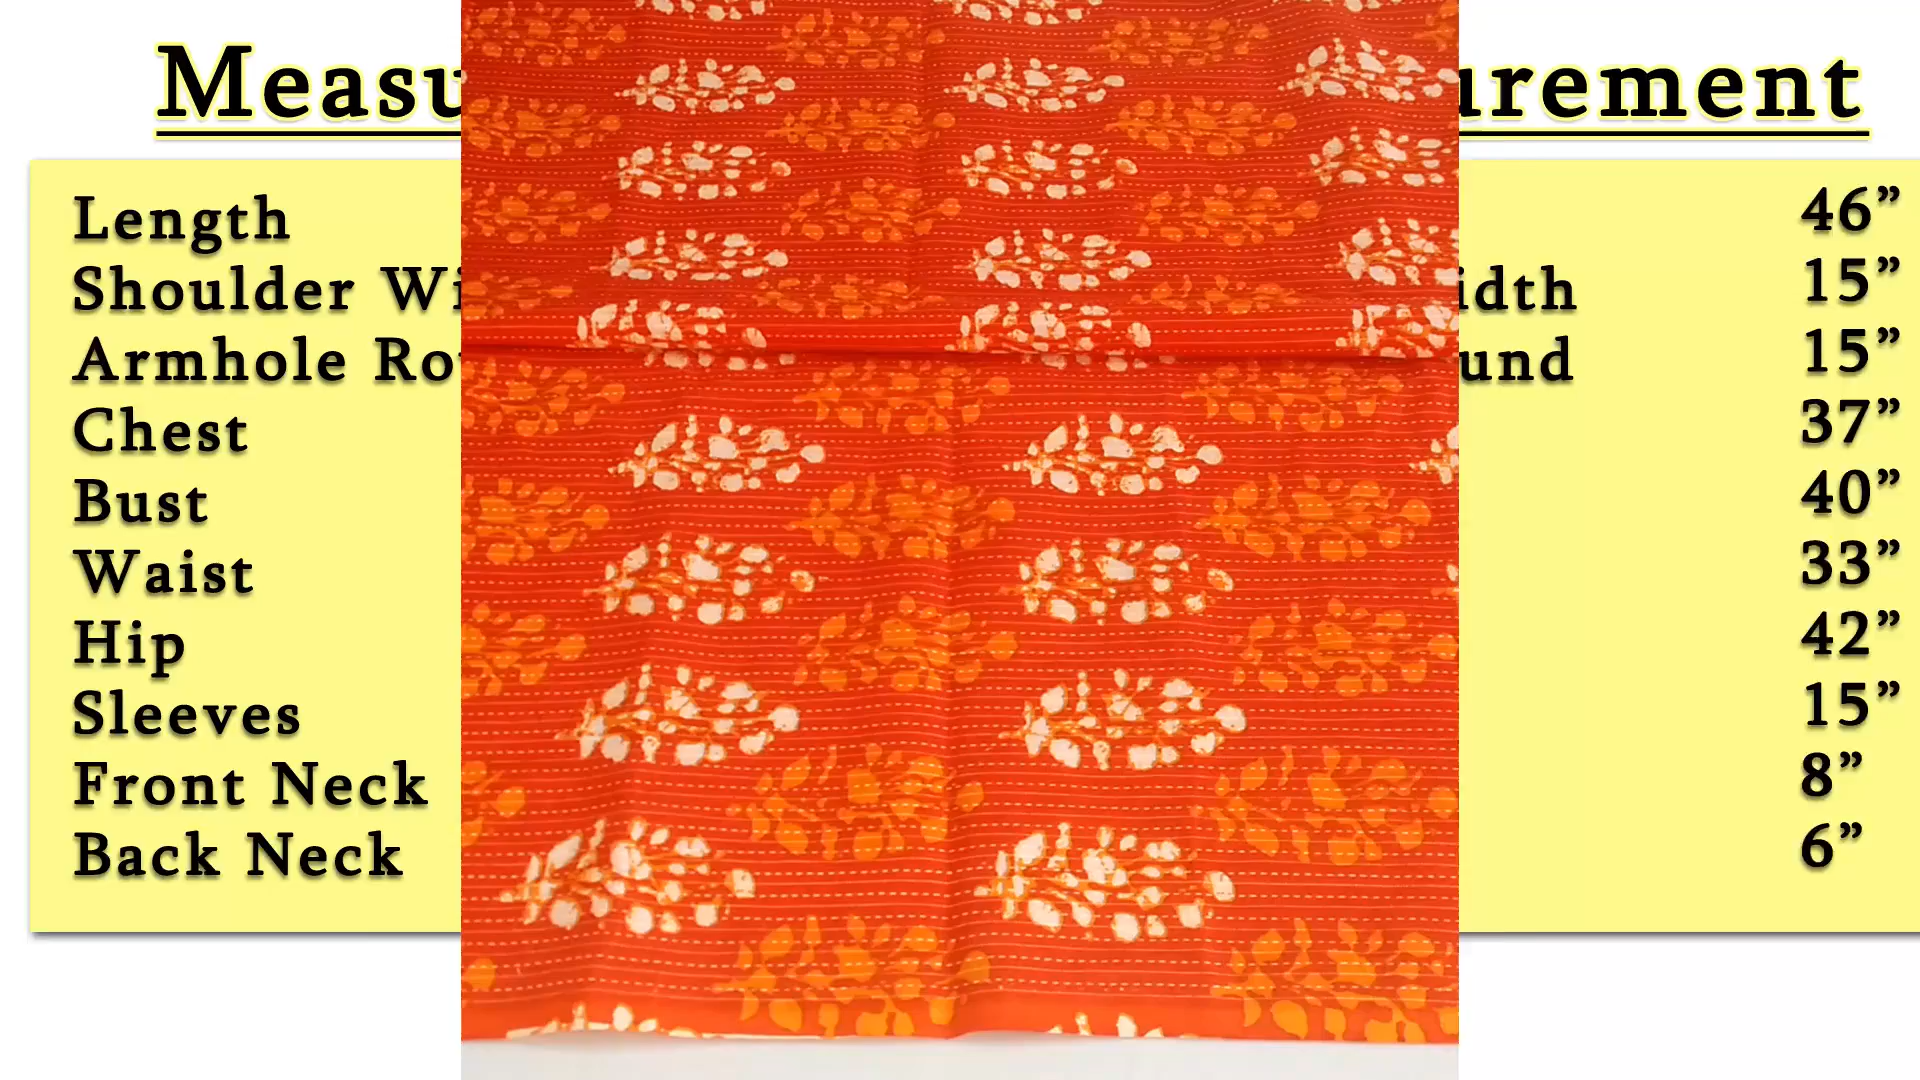 Measu urement
Length 46”
Shoulder Wi idth 15”
Armhole Rou und 15”
Chest 37”
Bust 40”
Waist 33”
Hip 42”
Sleeves 15”
Front Neck 8”
Back Neck 6”